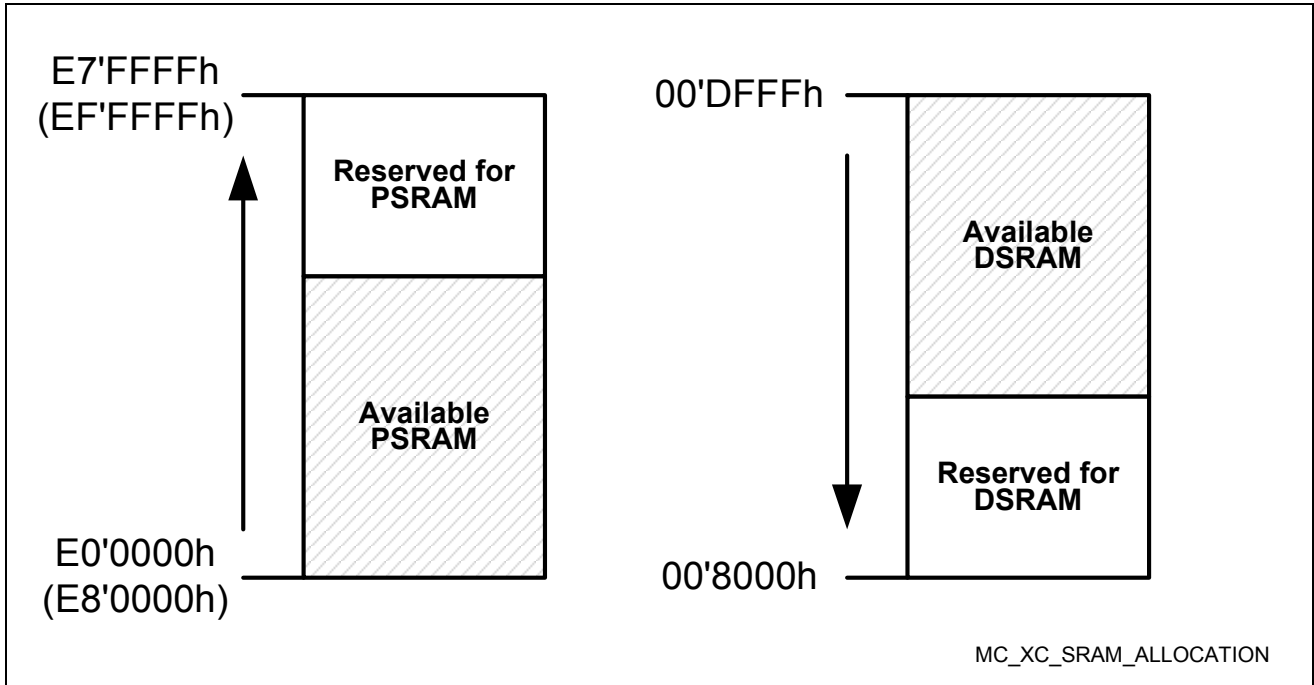 E7'FFFFh
(EF'FFFFh)
Reserved for
PSRAM
Available
PSRAM
E0'0000h
(E8'0000h)
00'DFFFh
Available
DSRAM
Reserved for
DSRAM
00'8000h
MC_XC_SRAM_ALLOCATION